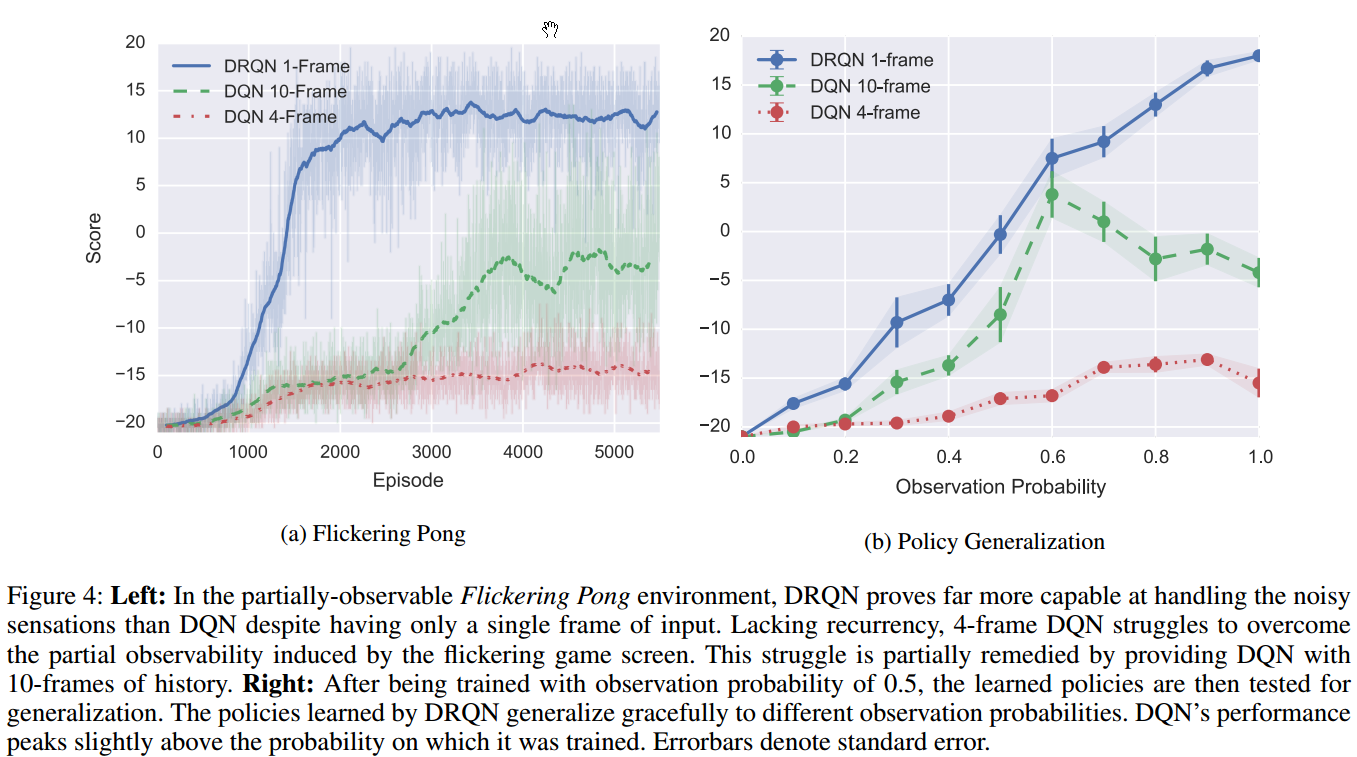 20
15
10
5
0
−5
−10
−15
−20
Score
DRQN 1-Frame
DQN 10-Frame
DQN 4-Frame
0 1000 2000 3000 4000 5000
Episode
(a) Flickering Pong
20
15
10
5
0
−5
−10
−15
−20
DRQN 1-frame
DQN 10-frame
DQN 4-frame
0.0 0.2 0.4 0.6 0.8 1.0
Observation Probability
(b) Policy Generalization
Figure 4: Left: In the partially-observable Flickering Pong environment, DRQN proves far more capable at handling the noisy
sensations than DQN despite having only a single frame of input. Lacking recurrency, 4-frame DQN struggles to overcome
the partial observability induced by the flickering game screen. This struggle is partially remedied by providing DQN with
10-frames of history. Right: After being trained with observation probability of 0.5, the learned policies are then tested for
generalization. The policies learned by DRQN generalize gracefully to different observation probabilities. DQN's performance
peaks slightly above the probability on which it was trained. Errorbars denote standard error.